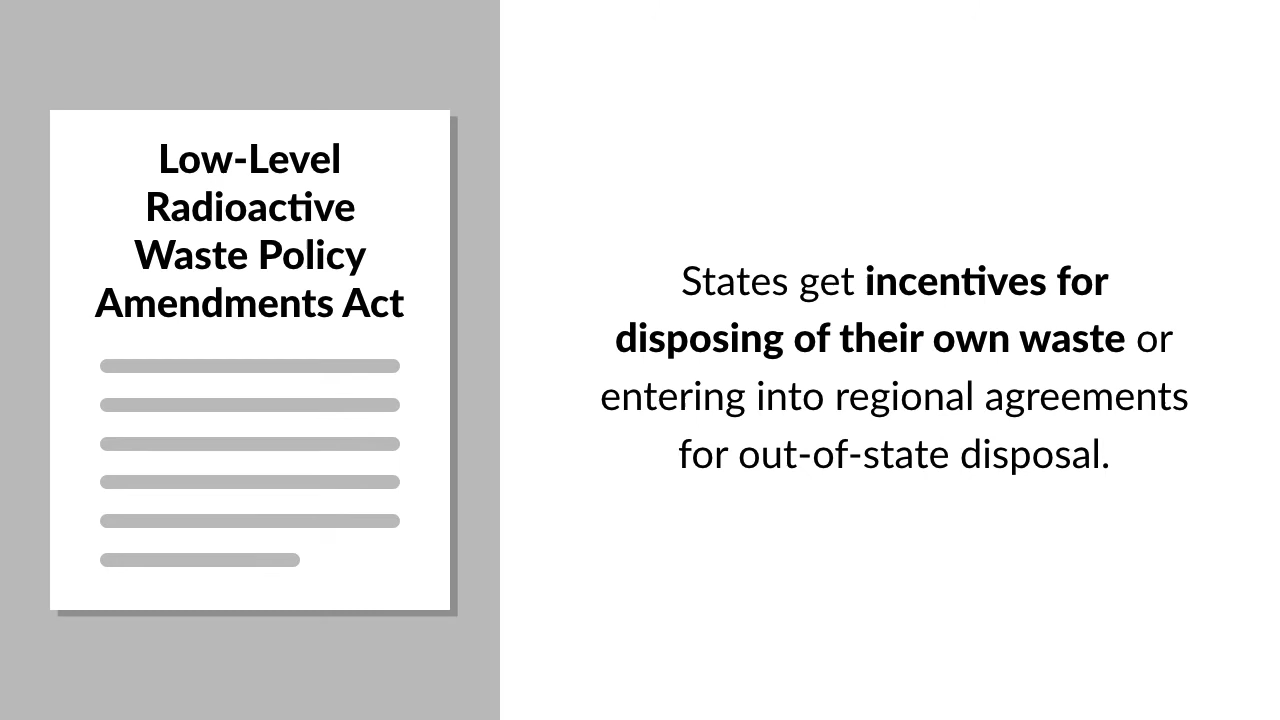 Low-Level
Radioactive
Waste Policy
Amendments Act
States get incentives for
disposing of their own waste or
entering into regional agreements
for out-of-state disposal.